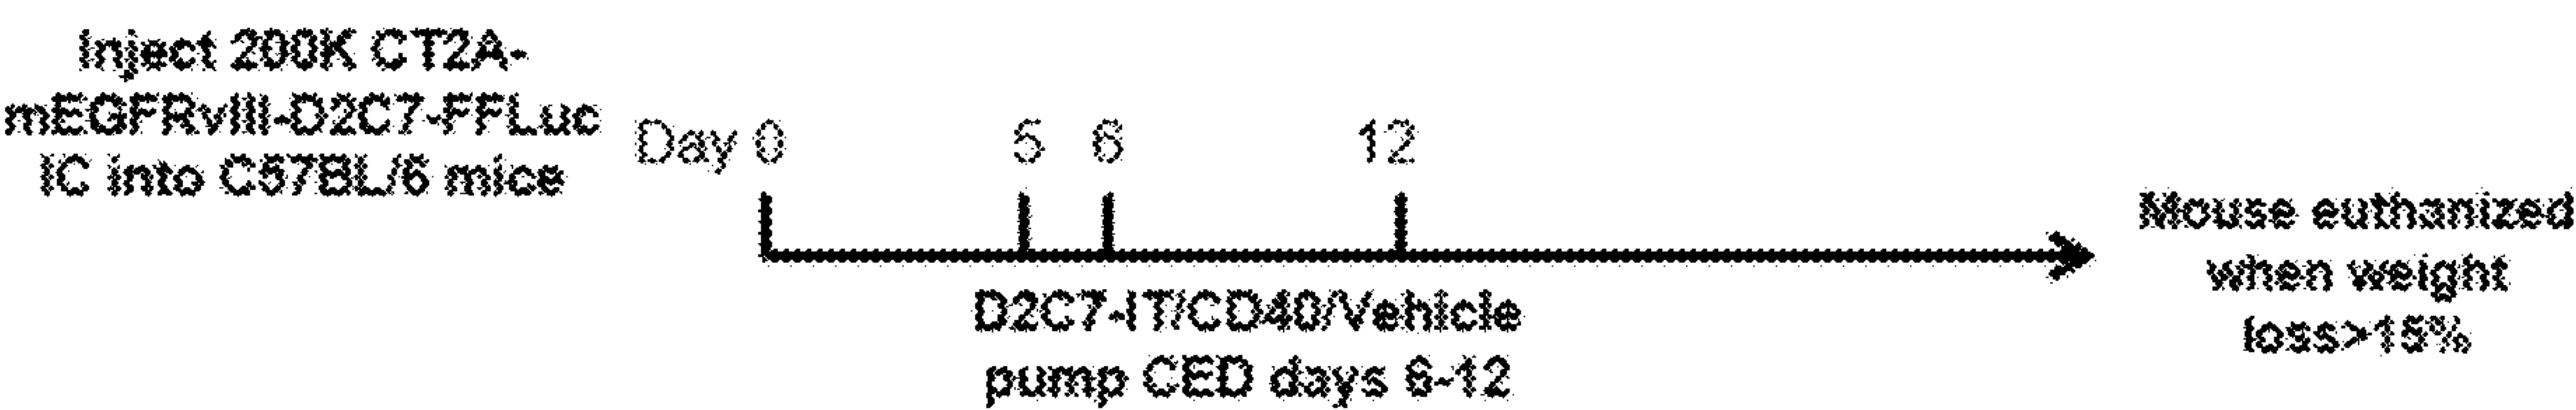 Inject 200K CT2A-
mEGFRvIII-D2C7-FFLuc
IC into C57BL/6 mice
Day 0 5 6 12
D2C7-IT/CD40/Vehicle
pump CED days 6-12
Mouse euthanized
when weight
loss>15%